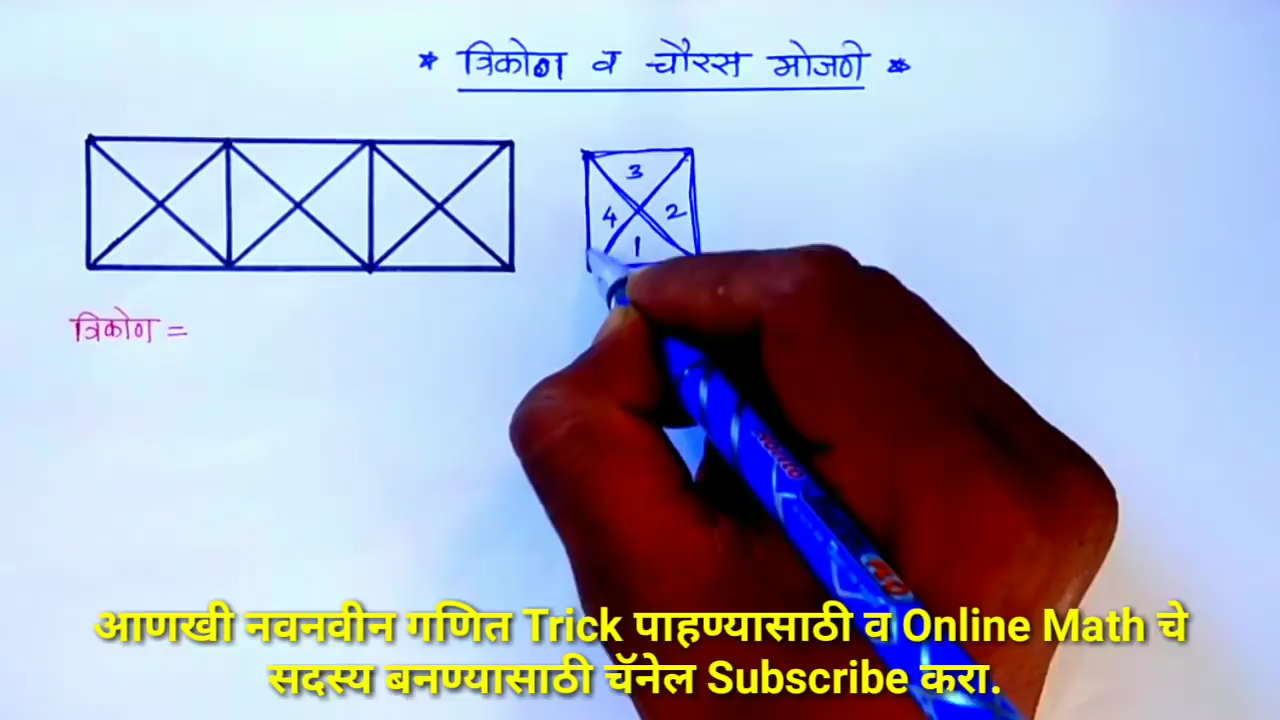 * त्रिकोण व चौरस मोजणे *
3
4 2
1
त्रिकोण =
आणखी नवनवीन गणित Trick पाहण्यासाठी व Online Math चे
सदस्य बनण्यासाठी चॅनेल Subscribe करा.